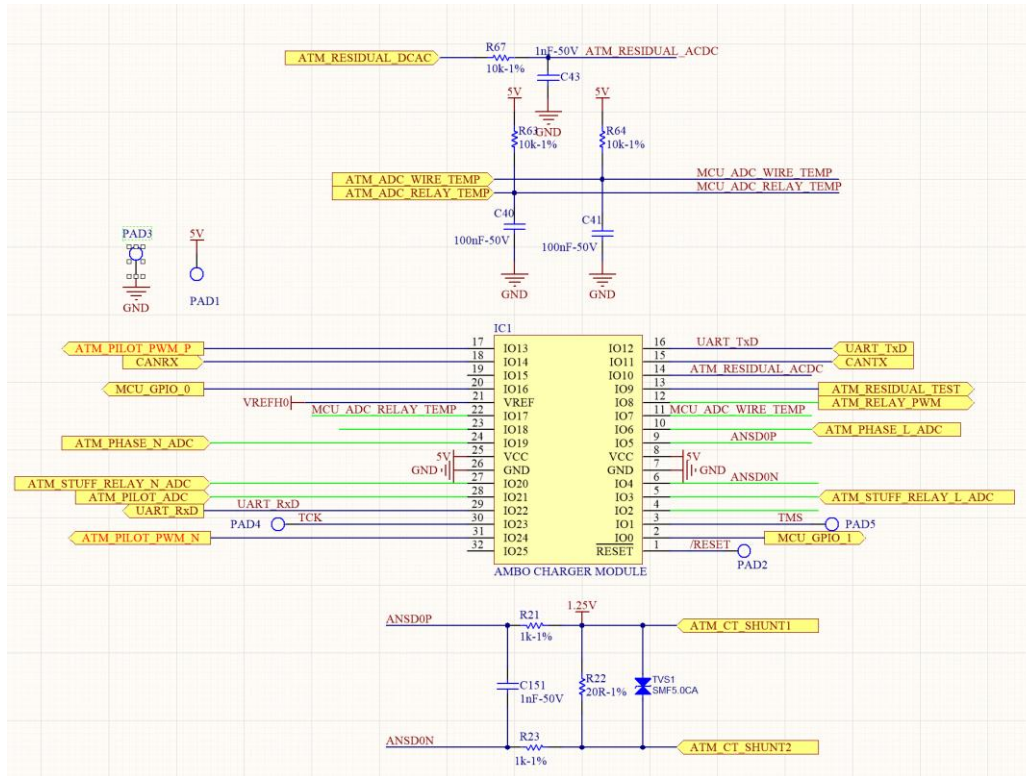 R67
1nF-50V ATM_RESIDUAL_ACDC
ATM_RESIDUAL_DCAC
10k-1%
C43
5V
5V
GND
R63
10k-1%
R64
10k-1%
ATM_ADC_WIRE_TEMP
MCU_ADC_WIRE_TEMP
ATM_ADC_RELAY_TEMP
MCU_ADC_RELAY_TEMP
C40
100nF-50V
C41
100nF-50V
GND
GND
PAD3
GND
5V
PAD1
IC1
ATM_PILOT_PWM_P 17 IO13
CANRX 18 IO14
19 IO15
MCU_GPIO_0 20 IO16
VREFH0 21 VREF
MCU_ADC_RELAY_TEMP 22 IO17
23 IO18
ATM_PHASE_N_ADC 24 IO19
5V 25 VCC
GND 26 GND
ATM_STUFF_RELAY_N_ADC 27 IO20
ATM_PILOT_ADC 28 IO21
UART_RxD UART_RxD 29 IO22
PAD4 TCK 30 IO23
ATM_PILOT_PWM_N 31 IO24
32 IO25
IO12 16 UART_TxD UART_TxD
IO11 15 CANTX
IO10 14 ATM_RESIDUAL_ACDC
IO9 13 ATM_RESIDUAL_TEST
IO8 12 ATM_RELAY_PWM
IO7 11 MCU_ADC_WIRE_TEMP
IO6 10 ATM_PHASE_L_ADC
IO5 9 ANSD0P
VCC 8 5V
GND 7 GND
IO4 6 ANSD0N
IO3 5 ATM_STUFF_RELAY_L_ADC
IO2 4
IO1 3 TMS PAD5
IO0 2 MCU_GPIO_1
RESET 1 /RESET
PAD2
AMBO CHARGER MODULE
1.25V
ANSD0P
R21
1k-1%
ATM_CT_SHUNT1
C151
1nF-50V
R22
20R-1%
TVS1
SMF5.0CA
ANSD0N
R23
1k-1%
ATM_CT_SHUNT2